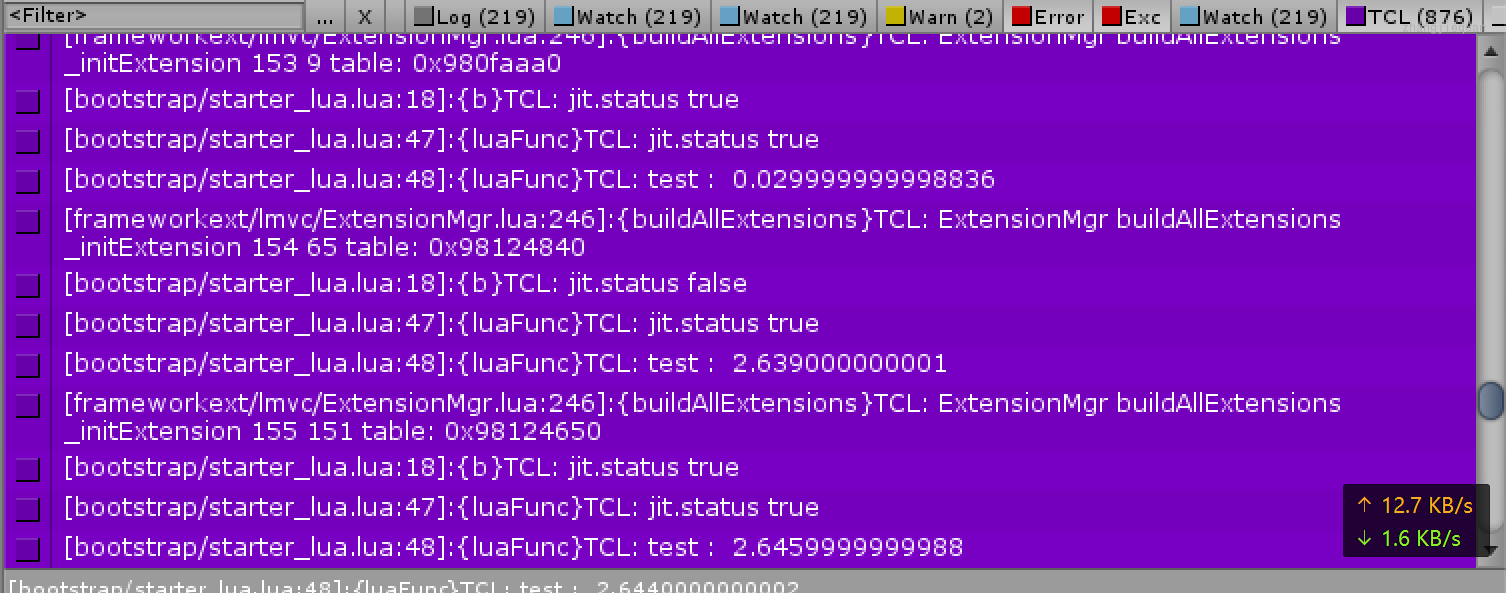 <Filter> ... X Log (219) Watch (219) Watch (219) Warn (2) Error Exc Watch (219) TCL (876)
[frameworkext/lmvc/ExtensionMgr.lua:246]:{buildAllExtensions}TCL: ExtensionMgr buildAllExtensions
_initExtension 153 9 table: 0x980faaa0
[bootstrap/starter_lua.lua:18]:{b}TCL: jit.status true
[bootstrap/starter_lua.lua:47]:{luaFunc}TCL: jit.status true
[bootstrap/starter_lua.lua:48]:{luaFunc}TCL: test : 0.029999999998836
[frameworkext/lmvc/ExtensionMgr.lua:246]:{buildAllExtensions}TCL: ExtensionMgr buildAllExtensions
_initExtension 154 65 table: 0x98124840
[bootstrap/starter_lua.lua:18]:{b}TCL: jit.status false
[bootstrap/starter_lua.lua:47]:{luaFunc}TCL: jit.status true
[bootstrap/starter_lua.lua:48]:{luaFunc}TCL: test : 2.639000000001
[frameworkext/lmvc/ExtensionMgr.lua:246]:{buildAllExtensions}TCL: ExtensionMgr buildAllExtensions
_initExtension 155 151 table: 0x98124650
[bootstrap/starter_lua.lua:18]:{b}TCL: jit.status true
[bootstrap/starter_lua.lua:47]:{luaFunc}TCL: jit.status true
↑ 12.7 KB/s
↓ 1.6 KB/s
[bootstrap/starter_lua.lua:48]:{luaFunc}TCL: test : 2.6459999999988
[bootstrap/starter_lua.lua:48]:{luaFunc}TCL: test : 2.6440000000002